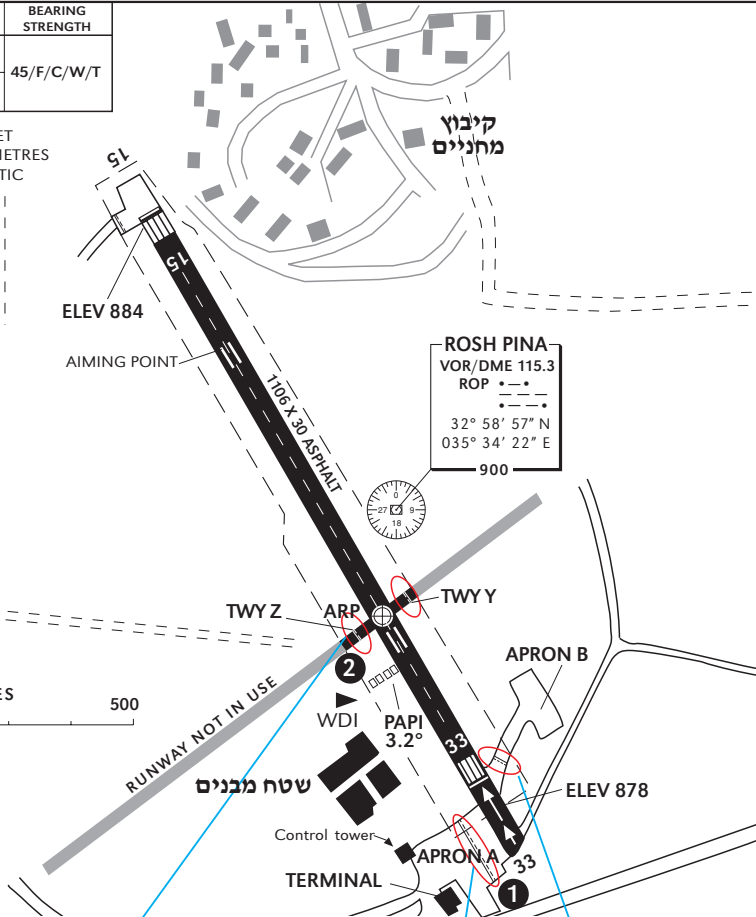 BEARING
STRENGTH
45/F/C/W/T
ET
METRES
TIC
קיבוץ
מחניים
15
15
ELEV 884
AIMING POINT
1106 X 30 ASPHALT
ROSH PINA
VOR/DME 115.3
ROP
32° 58' 57" N
035° 34' 22" E
900
0
27
9
18
TWY Z
ARP
TWY Y
2
APRON B
ES
500
WDI
PAPI
3.2°
33
RUNWAY NOT IN USE
שטח מבנים
ELEV 878
Control tower
APRON A
33
TERMINAL
1